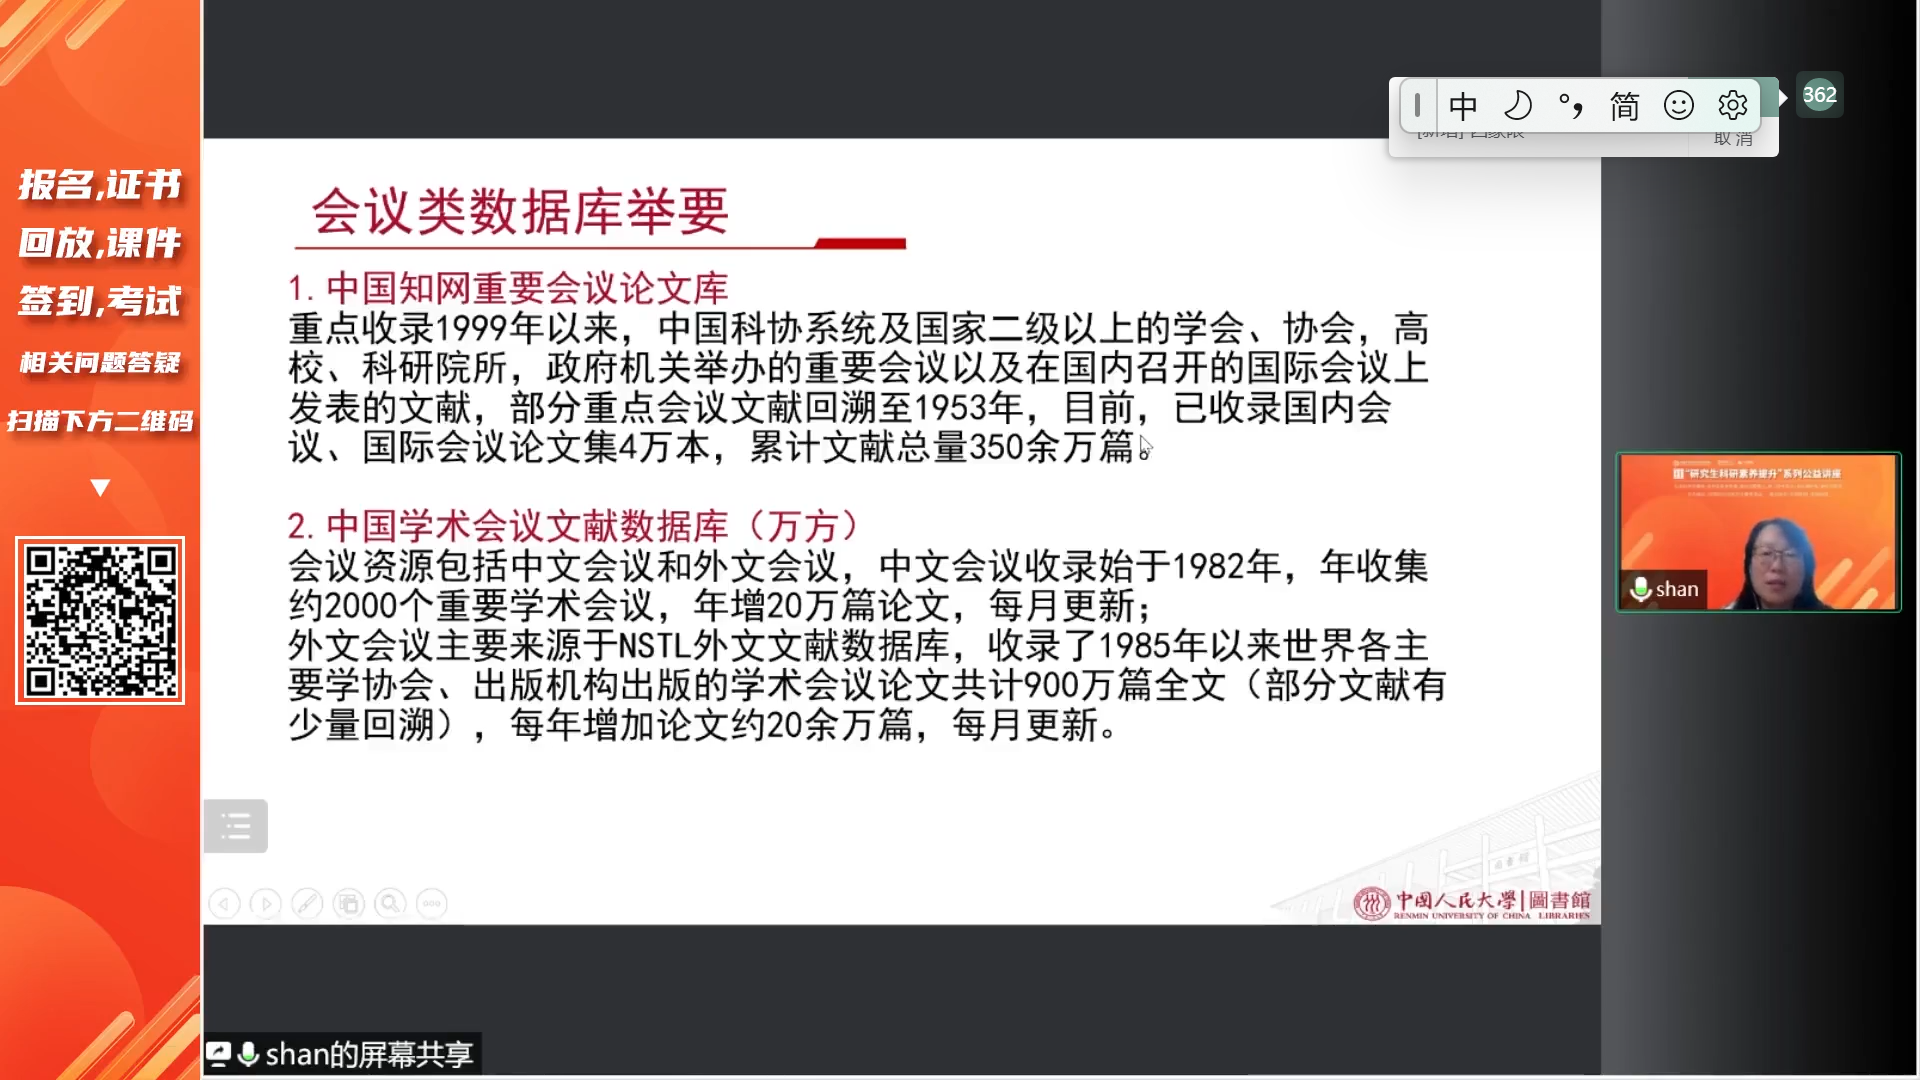 报名,证书
回放,课件
签到,考试
相关问题答疑
扫描下方二维码
会议类数据库举要
1. 中国知网重要会议论文库
重点收录1999年以来，中国科协系统及国家二级以上的学会、协会，高
校、科研院所，政府机关举办的重要会议以及在国内召开的国际会议上
发表的文献，部分重点会议文献回溯至1953年，目前，已收录国内会
议、国际会议论文集4万本，累计文献总量350余万篇。
2. 中国学术会议文献数据库（万方）
会议资源包括中文会议和外文会议，中文会议收录始于1982年，年收集
约2000个重要学术会议，年增20万篇论文，每月更新；
外文会议主要来源于NSTL外文文献数据库，收录了1985年以来世界各主
要学协会、出版机构出版的学术会议论文共计900万篇全文（部分文献有
少量回溯），每年增加论文约20余万篇，每月更新。
中国人民大学|圖書館
RENMIN UNIVERSITY OF CHINA LIBRARIES
中 °, 简
取消
362
"研究生科研素养提升"系列公益讲座
shan
shan的屏幕共享